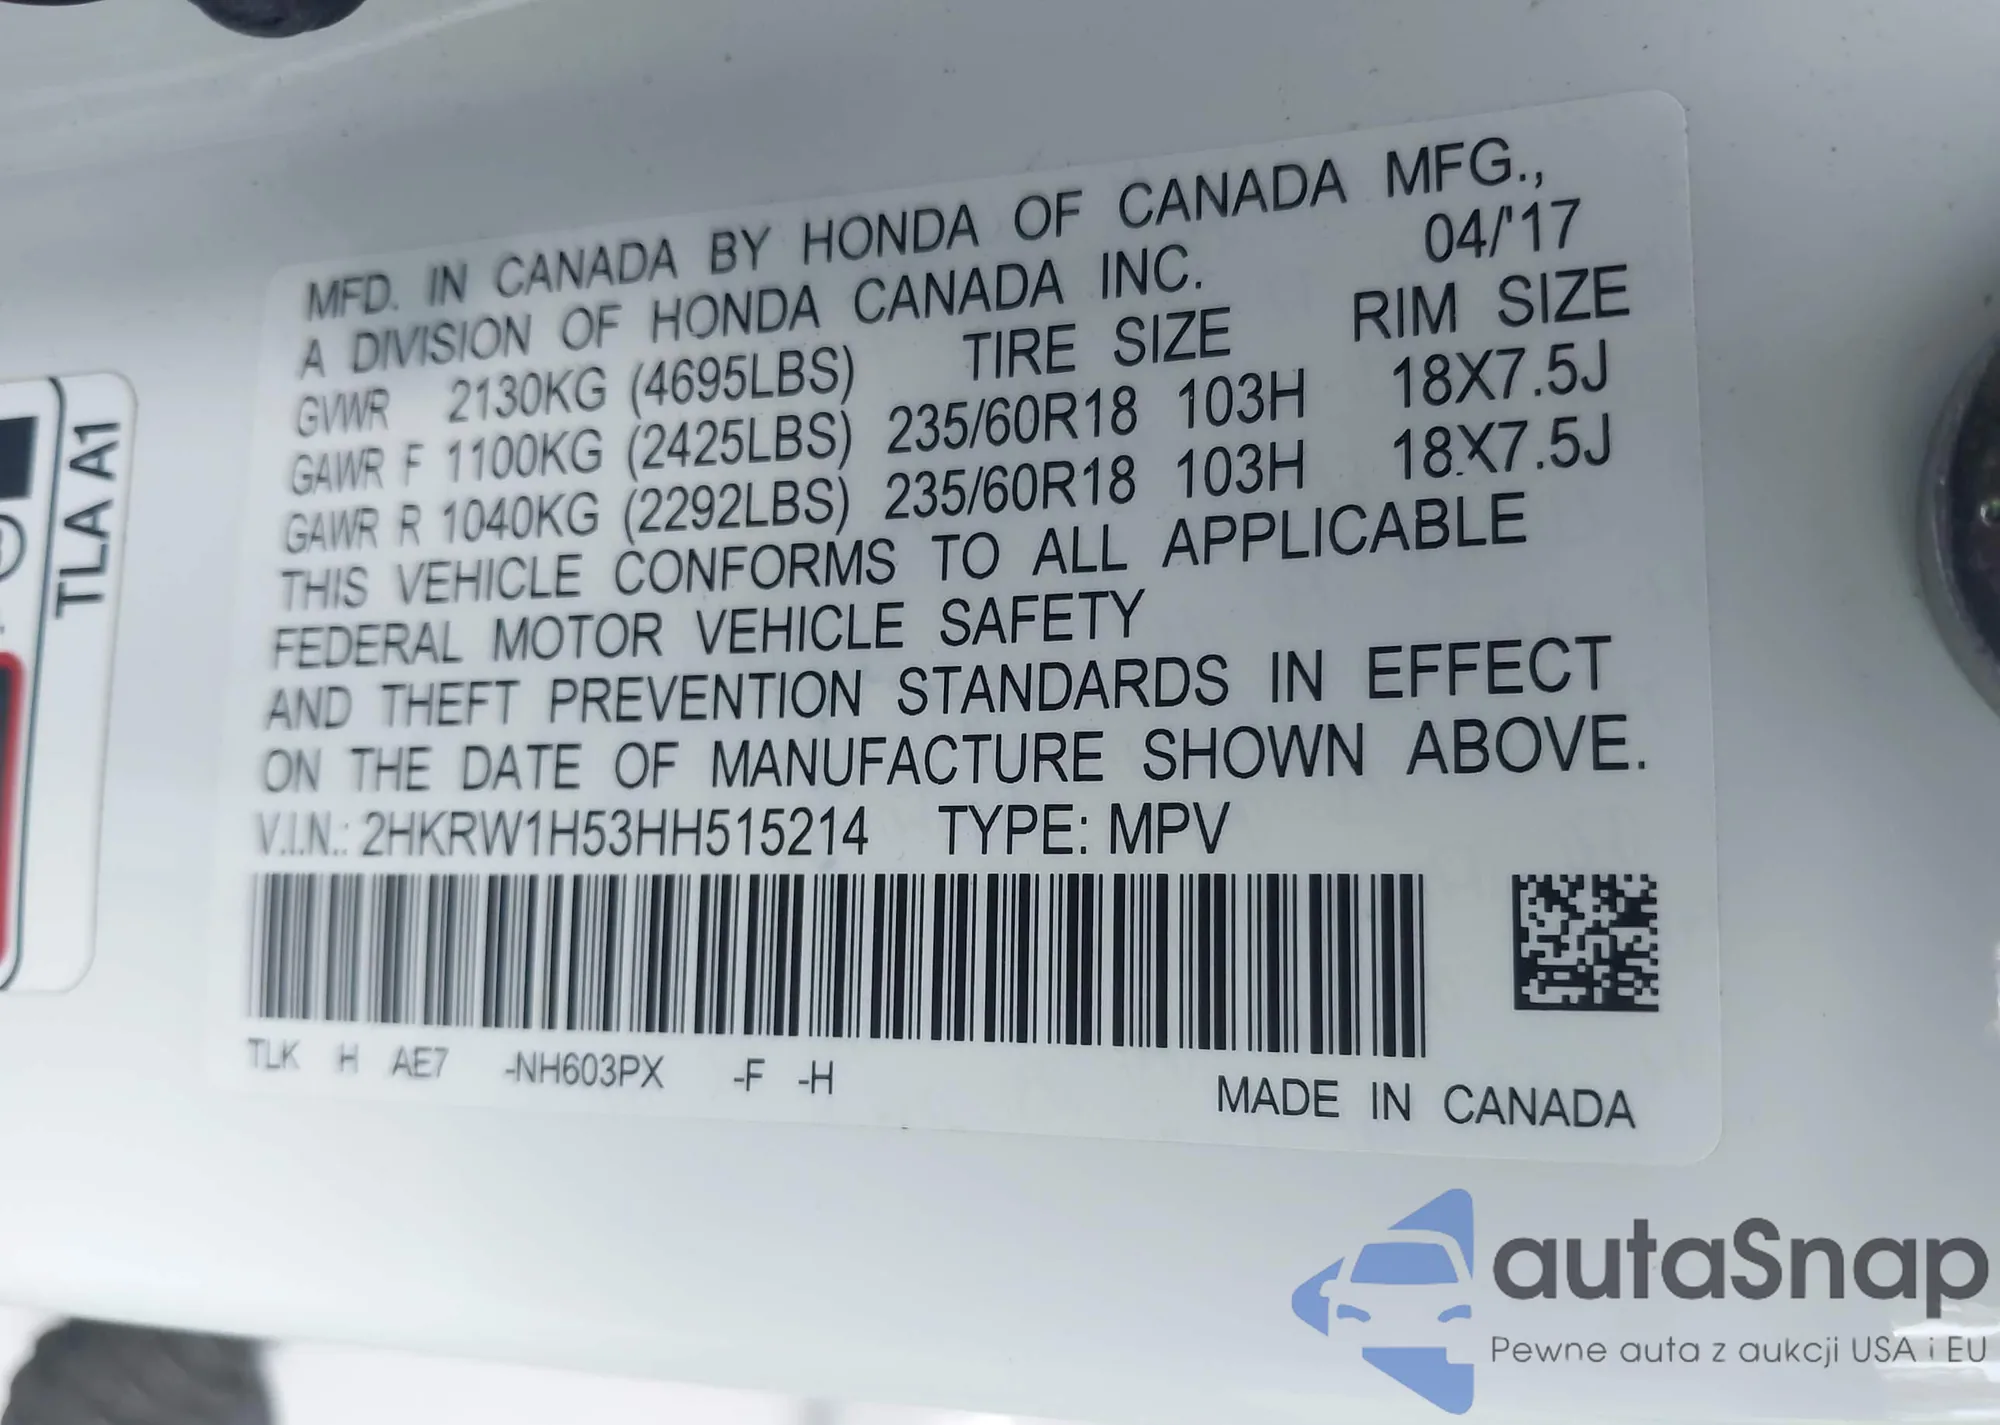 MFD. IN CANADA BY HONDA OF CANADA MFG.,
A DIVISION OF HONDA CANADA INC. 04/'17
GVWR 2130KG (4695LBS) TIRE SIZE RIM SIZE
GAWR F 1100KG (2425LBS) 235/60R18 103H 18X7.5J
GAWR R 1040KG (2292LBS) 235/60R18 103H 18X7.5J
THIS VEHICLE CONFORMS TO ALL APPLICABLE
FEDERAL MOTOR VEHICLE SAFETY
AND THEFT PREVENTION STANDARDS IN EFFECT
ON THE DATE OF MANUFACTURE SHOWN ABOVE.
V.I.N.: 2HKRW1H53HH515214 TYPE: MPV
TLK H AE7 -NH603PX -F -H
MADE IN CANADA
TLA A1
autaSnap
Pewne auta z aukcji USA i EU